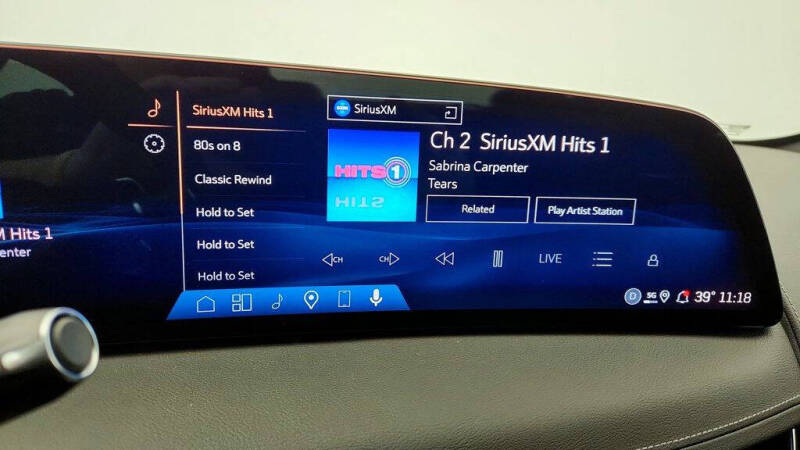 SiriusXM Hits 1
80s on 8
Classic Rewind
Hold to Set
Hold to Set
Hold to Set
M Hits 1
enter
SiriusXM
HITS 1
Ch 2 SiriusXM Hits 1
Sabrina Carpenter
Tears
Related
Play Artist Station
CH
CH
LIVE
D
5G
39° 11:18